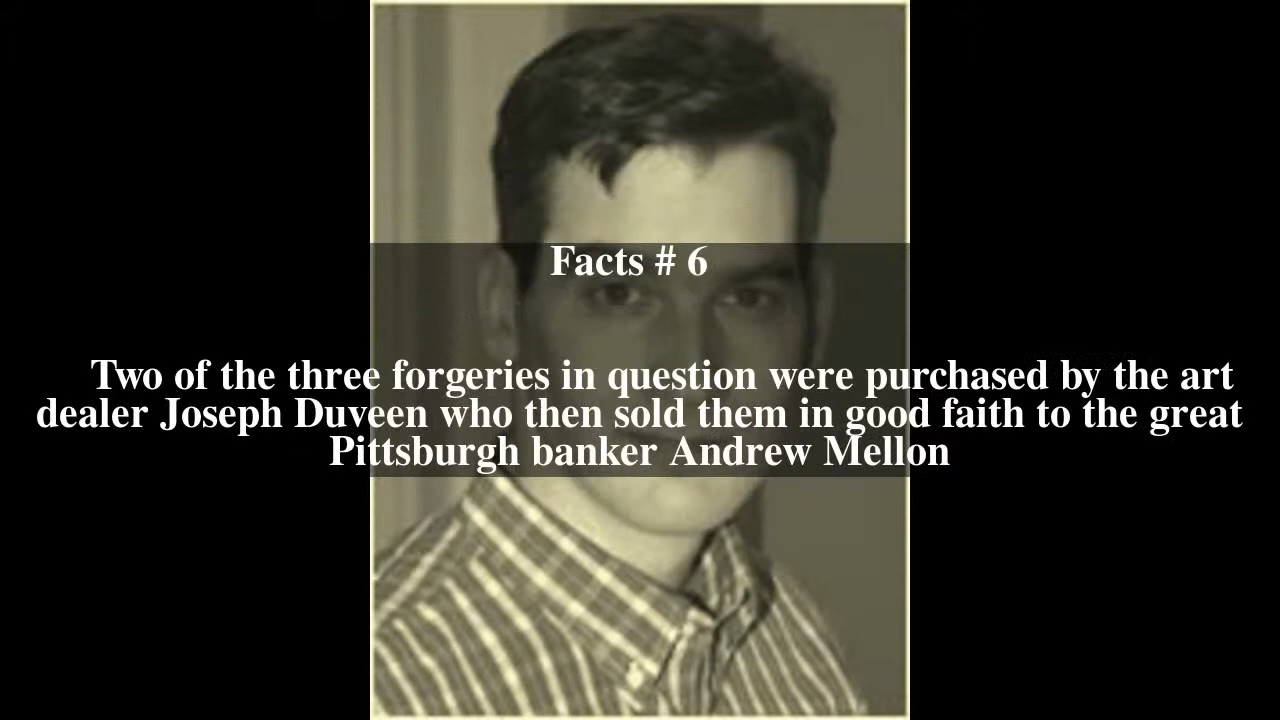 Facts # 6
Two of the three forgeries in question were purchased by the art
dealer Joseph Duveen who then sold them in good faith to the great
Pittsburgh banker Andrew Mellon